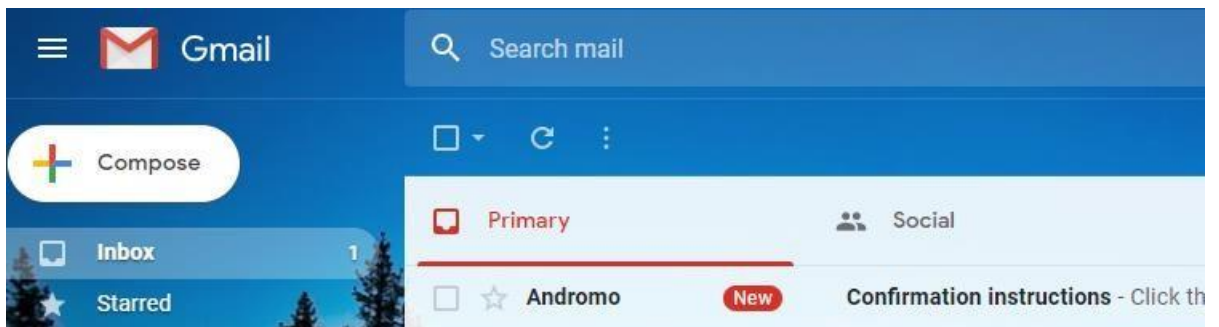 Gmail
Search mail
Compose
Primary
Social
Inbox 1
Starred
Andromo New Confirmation instructions - Click th